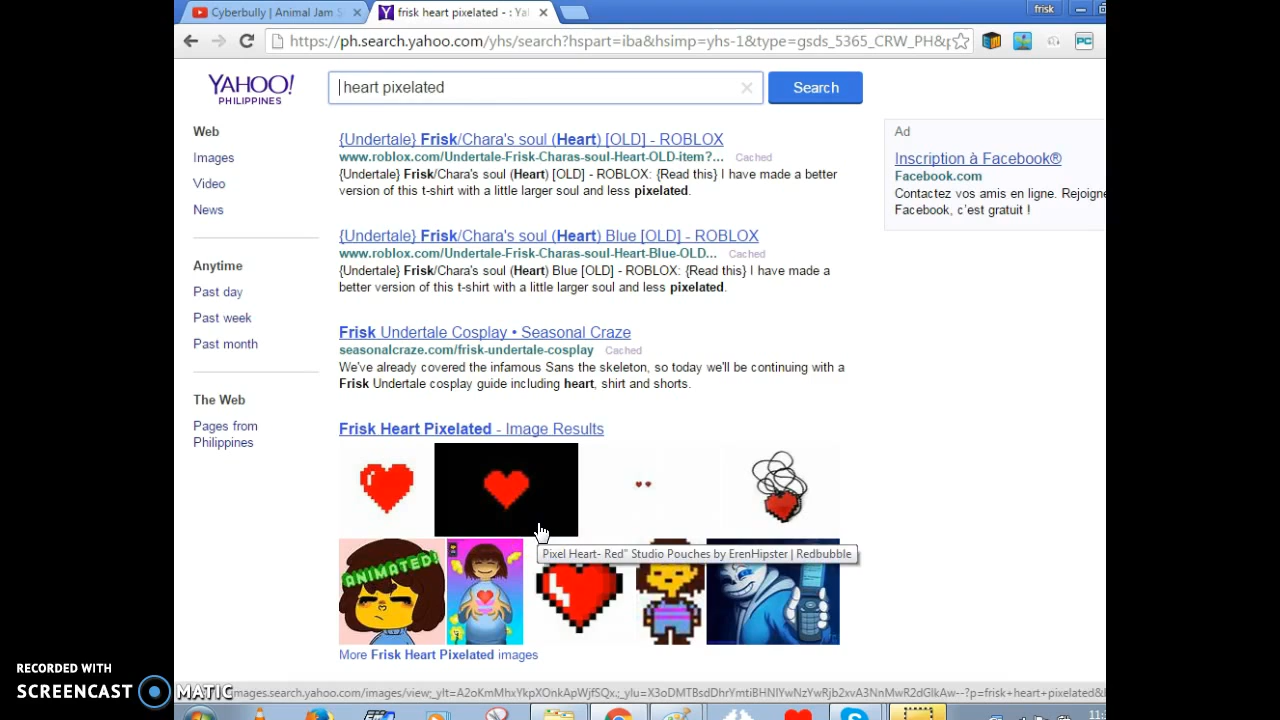 Cyberbully | Animal Jam S
frisk heart pixelated - : Ya
frisk
https://ph.search.yahoo.com/yhs/search?hspart=iba&hsimp=yhs-1&type=gsds_5365_CRW_PH&p
PC
YAHOO!
PHILIPPINES
heart pixelated
Search
Web
Images
Video
News
Anytime
Past day
Past week
Past month
The Web
Pages from
Philippines
{Undertale} Frisk/Chara's soul (Heart) [OLD] - ROBLOX
www.roblox.com/Undertale-Frisk-Charas-soul-Heart-OLD-item?... Cached
{Undertale} Frisk/Chara's soul (Heart) [OLD] - ROBLOX: {Read this} I have made a better
version of this t-shirt with a little larger soul and less pixelated.
{Undertale} Frisk/Chara's soul (Heart) Blue [OLD] - ROBLOX
www.roblox.com/Undertale-Frisk-Charas-soul-Heart-Blue-OLD... Cached
{Undertale} Frisk/Chara's soul (Heart) Blue [OLD] - ROBLOX: {Read this} I have made a
better version of this t-shirt with a little larger soul and less pixelated.
Frisk Undertale Cosplay • Seasonal Craze
seasonalcraze.com/frisk-undertale-cosplay Cached
We've already covered the infamous Sans the skeleton, so today we'll be continuing with a
Frisk Undertale cosplay guide including heart, shirt and shorts.
Frisk Heart Pixelated - Image Results
Pixel Heart- Red" Studio Pouches by ErenHipster | Redbubble
ANIMATED!
More Frisk Heart Pixelated images
Ad
Inscription à Facebook®
Facebook.com
Contactez vos amis en ligne. Rejoigne
Facebook, c'est gratuit !
RECORDED WITH
SCREENCAST MATIC
11: